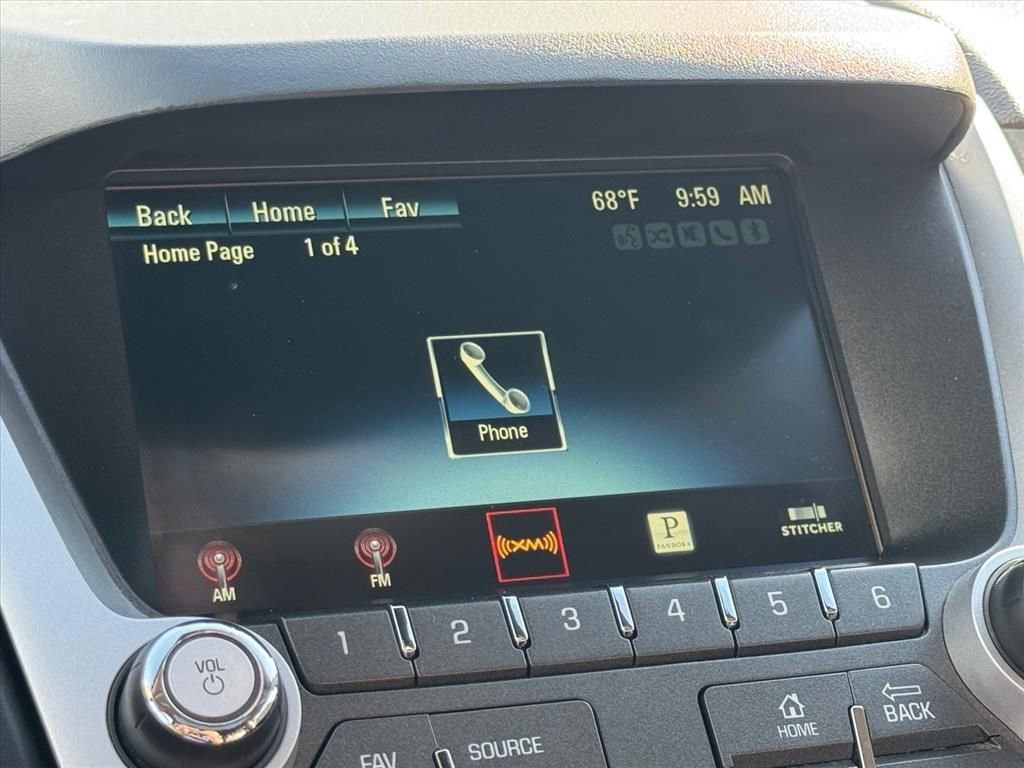 Back Home Fav 68°F 9:59 AM
Home Page 1 of 4
Phone
AM FM ((XM)) P PANDORA STITCHER
1 2 3 4 5 6
VOL
HOME BACK
FAV SOURCE